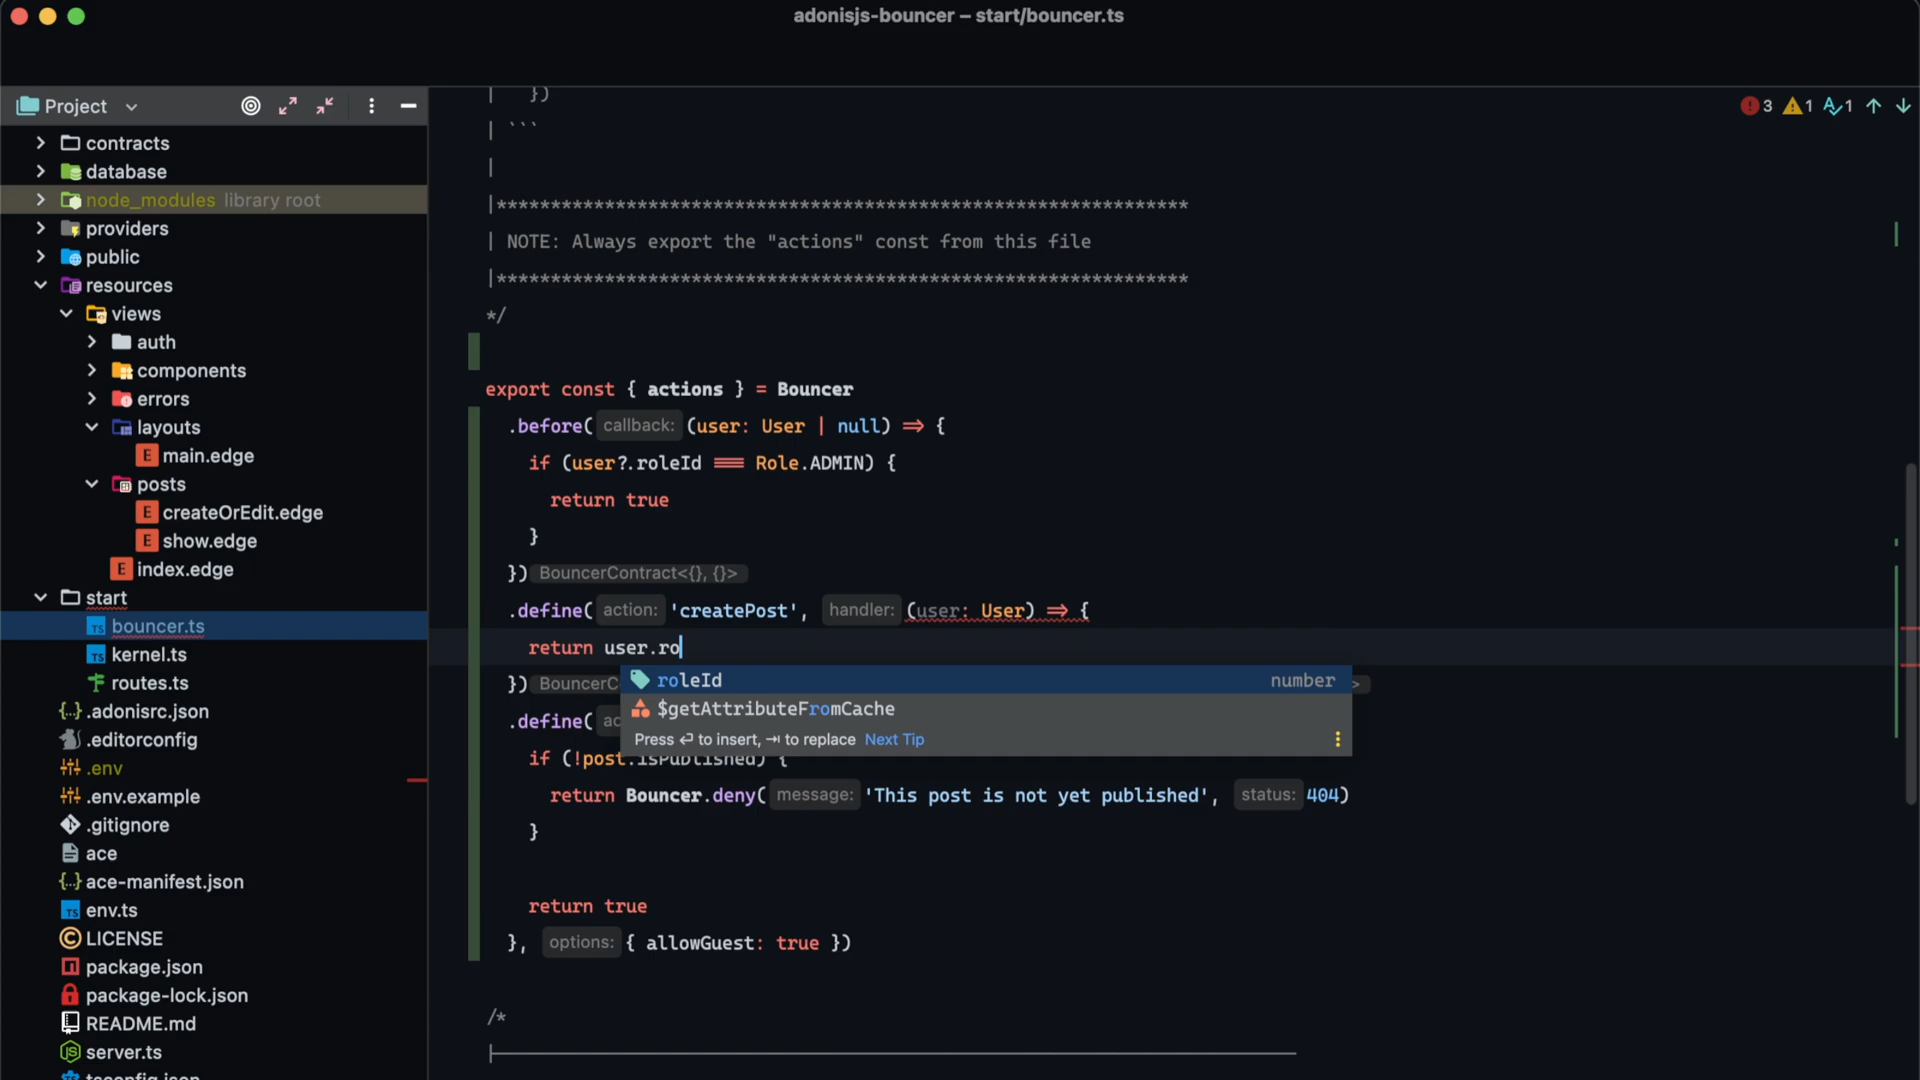 adonisjs-bouncer – start/bouncer.ts
Project
contracts
database
node_modules library root
providers
public
resources
views
auth
components
errors
layouts
main.edge
posts
createOrEdit.edge
show.edge
index.edge
start
bouncer.ts
kernel.ts
routes.ts
.adonisrc.json
.editorconfig
.env
.env.example
.gitignore
ace
ace-manifest.json
env.ts
LICENSE
package.json
package-lock.json
README.md
server.ts
tsconfig.json
3 1 1
| })
| ```
|
|****************************************************************
| NOTE: Always export the "actions" const from this file
|****************************************************************
*/
export const { actions } = Bouncer
.before( callback: (user: User | null) => {
if (user?.roleId === Role.ADMIN) {
return true
}
}) BouncerContract<{}, {}>
.define( action: 'createPost', handler: (user: User) => {
return user.ro
roleId number
$getAttributeFromCache
Press ↵ to insert, ⇥ to replace Next Tip
}) BouncerC >
.define( ac
if (!post.isPublished) {
return Bouncer.deny( message: 'This post is not yet published', status: 404)
}
return true
}, options: { allowGuest: true })
/*